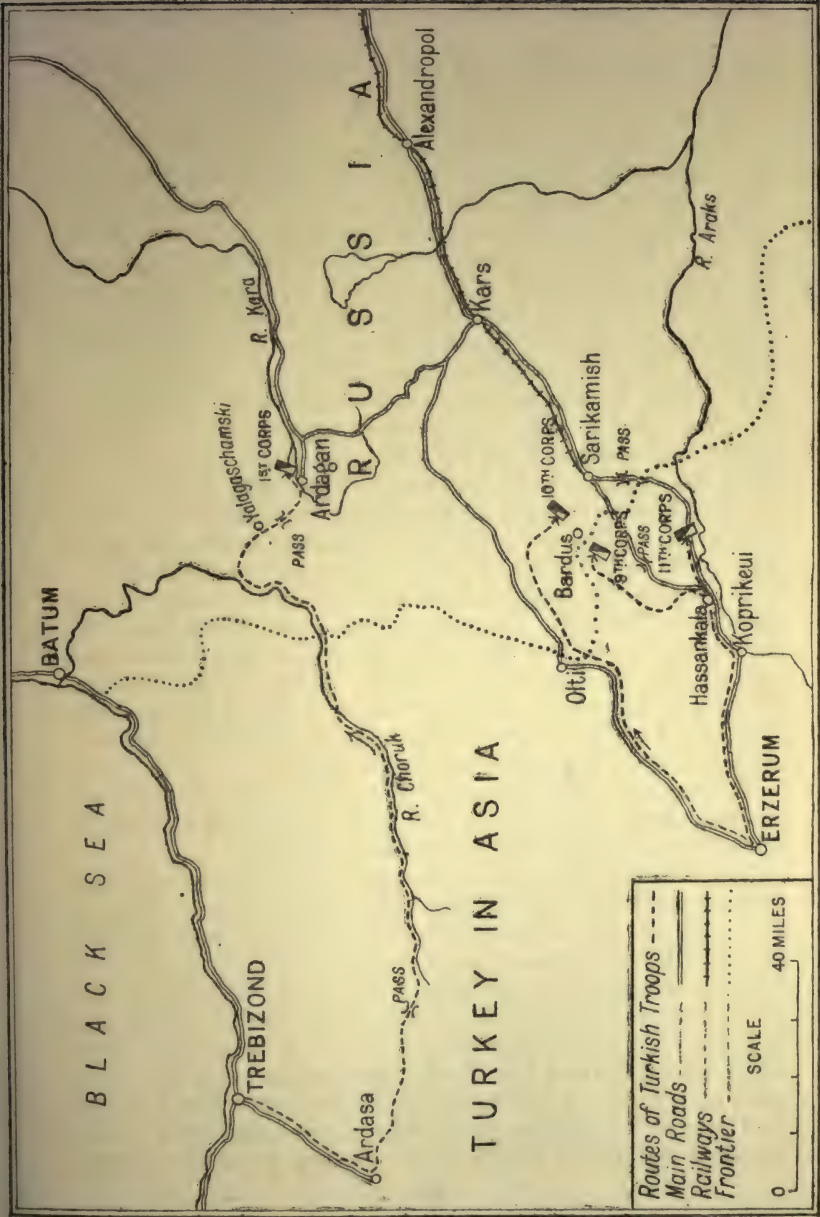 BLACK SEA
BATUM
TREBIZOND
Ardasa
PASS
R. Choruk
TURKEY IN ASIA
RUSSIA
R. Kara
Yalagaschamski
1ST CORPS
PASS
Ardagan
Alexandropol
Kars
R. Araks
Sarikamish
PASS
10TH CORPS
Bardus
9TH CORPS
PASS
11TH CORPS
Olti
Hassankala
Koprikeui
ERZERUM
Routes of Turkish Troops
Main Roads
Railways
Frontier
SCALE
0 40 MILES